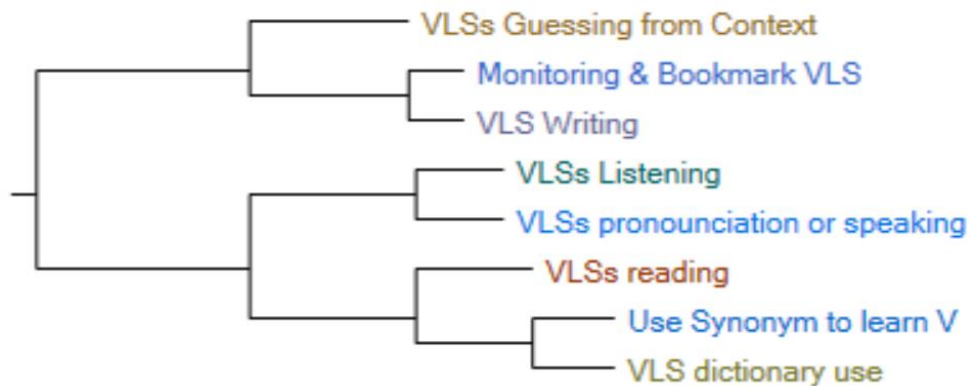 VLSs Guessing from Context
Monitoring & Bookmark VLS
VLS Writing
VLSs Listening
VLSs pronounciation or speaking
VLSs reading
Use Synonym to learn V
VLS dictionary use